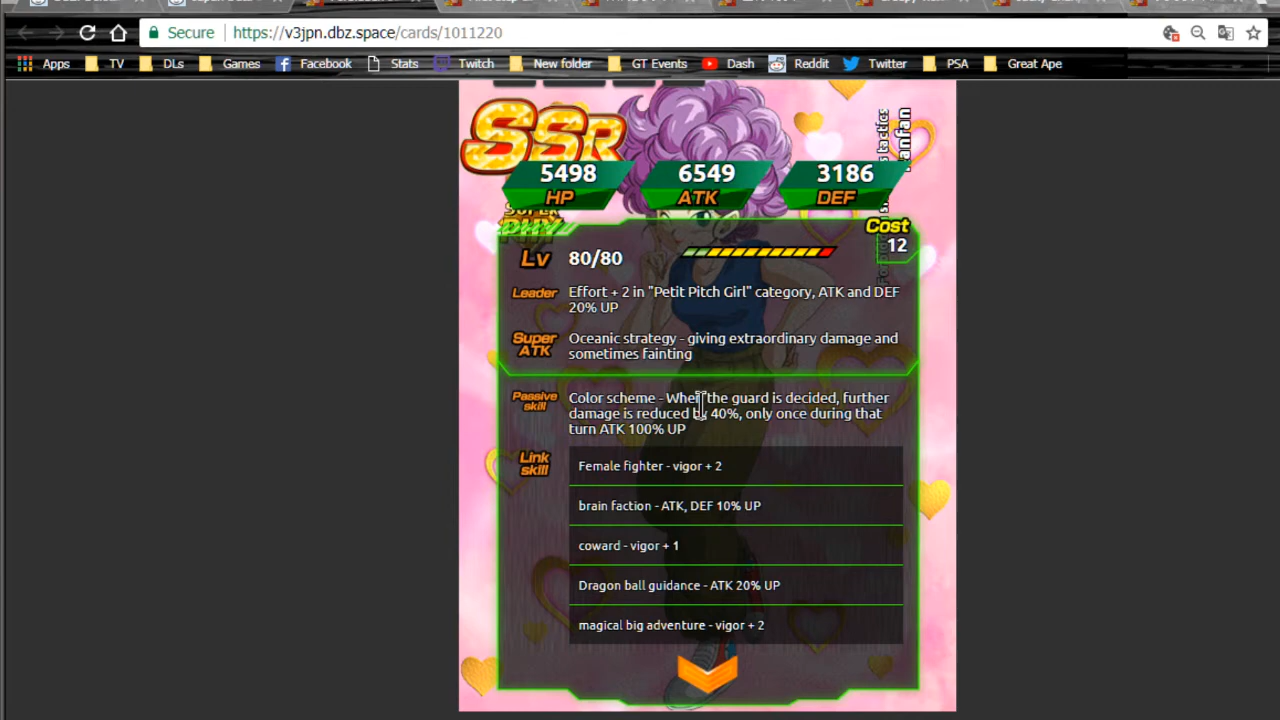 Secure https://v3jpn.dbz.space/cards/1011220
Apps TV DLs Games Facebook Stats Twitch New folder GT Events Dash Reddit Twitter PSA Great Ape
SSR
tactics
anfan
5498 6549 3186
HP ATK DEF
SUPER
PHY
Cost
12
Lv 80/80
Leader Effort + 2 in "Petit Pitch Girl" category, ATK and DEF
20% UP
Super
ATK
Oceanic strategy - giving extraordinary damage and
sometimes fainting
Passive
skill
Color scheme - When the guard is decided, further
damage is reduced by 40%, only once during that
turn ATK 100% UP
Link
skill
Female fighter - vigor + 2
brain faction - ATK, DEF 10% UP
coward - vigor + 1
Dragon ball guidance - ATK 20% UP
magical big adventure - vigor + 2